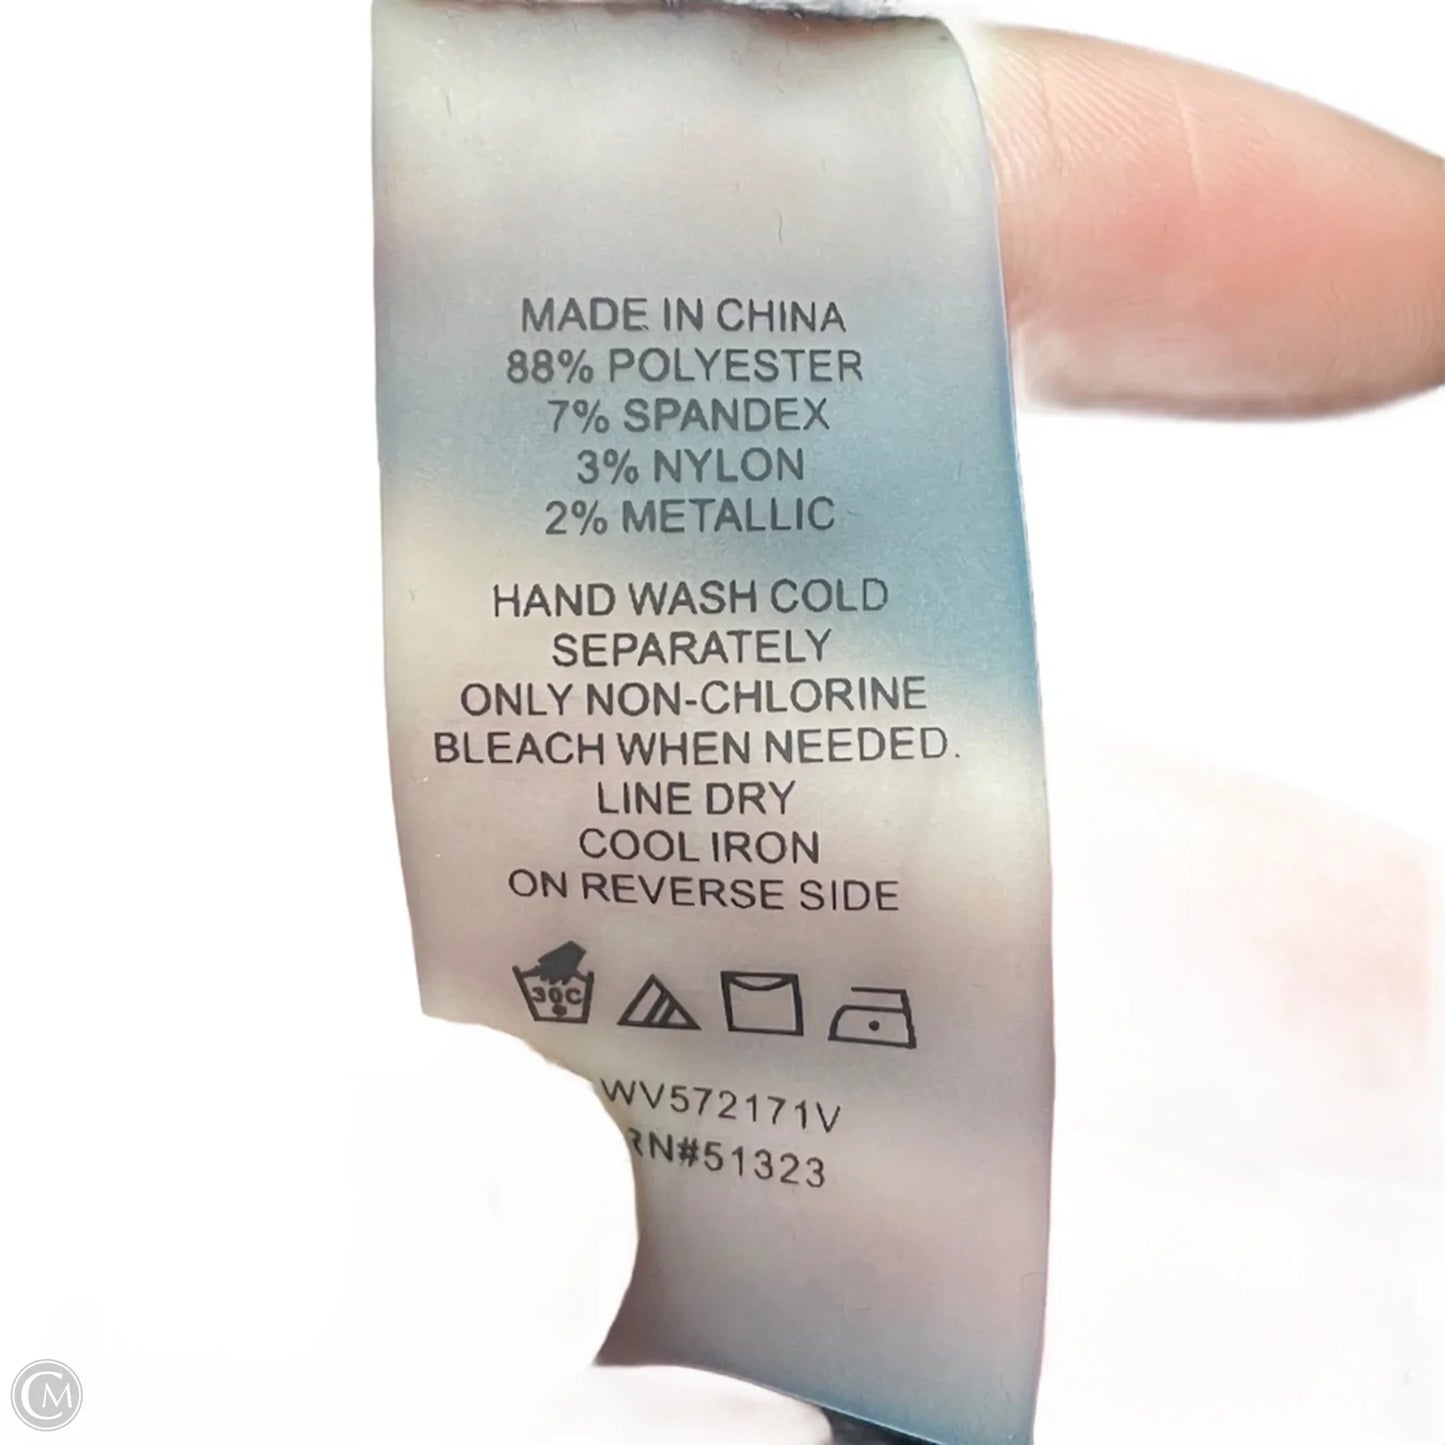 MADE IN CHINA
88% POLYESTER
7% SPANDEX
3% NYLON
2% METALLIC
HAND WASH COLD
SEPARATELY
ONLY NON-CHLORINE
BLEACH WHEN NEEDED.
LINE DRY
COOL IRON
ON REVERSE SIDE
30C
WV572171V
RN#51323
CM